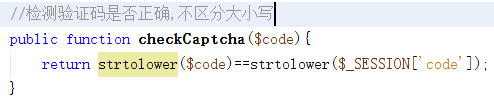 //检测验证码是否正确,不区分大小写
public function checkCaptcha($code){
return strtolower($code)==strtolower($_SESSION['code']);
}